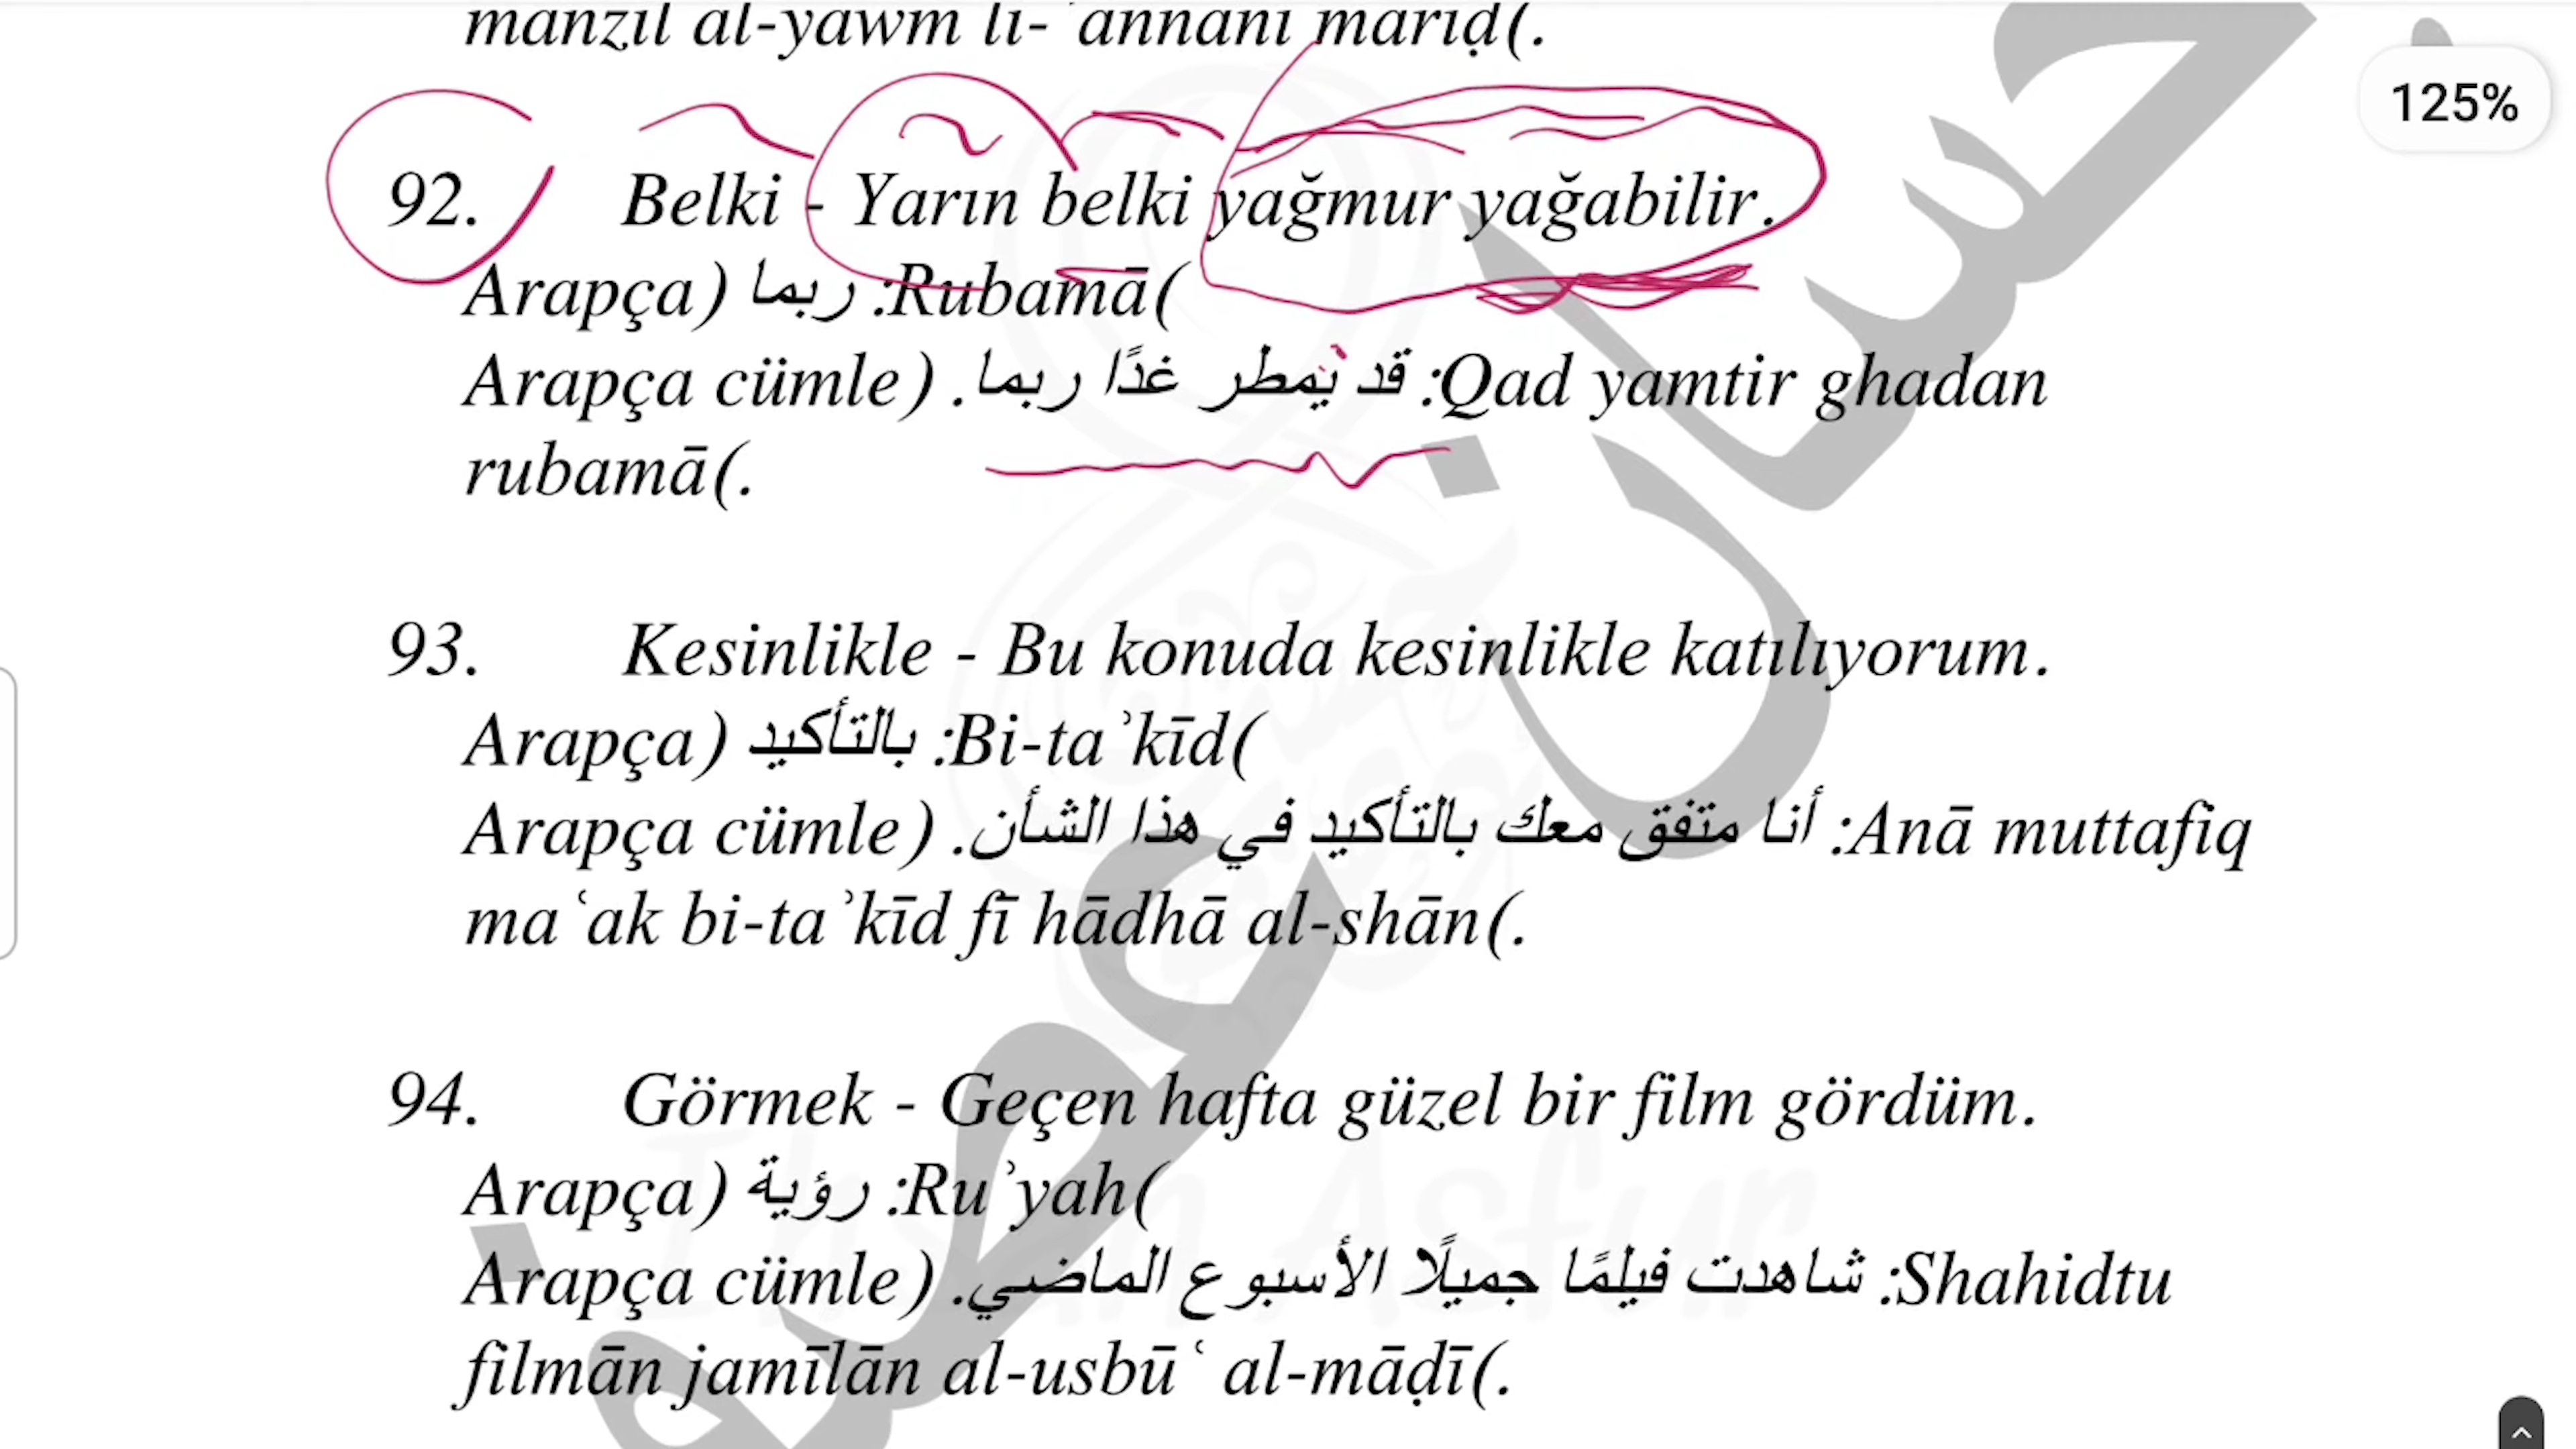 manzil al-yawm li-ʾannanī marīḍ(.
125%
92. Belki - Yarın belki yağmur yağabilir.
Arapça) ربما :Rubamā(
Arapça cümle) .قد يُمطر غدًا ربما :Qad yamtir ghadan
rubamā(.
93. Kesinlikle - Bu konuda kesinlikle katılıyorum.
Arapça) بالتأكيد :Bi-taʾkīd(
Arapça cümle) .أنا متفق معك بالتأكيد في هذا الشأن :Anā muttafiq
maʿak bi-taʾkīd fī hādhā al-shān(.
94. Görmek - Geçen hafta güzel bir film gördüm.
Arapça) رؤية :Ruʾyah(
Arapça cümle) .شاهدت فيلمًا جميلًا الأسبوع الماضي :Shahidtu
filmān jamīlān al-usbūʿ al-māḍī(.